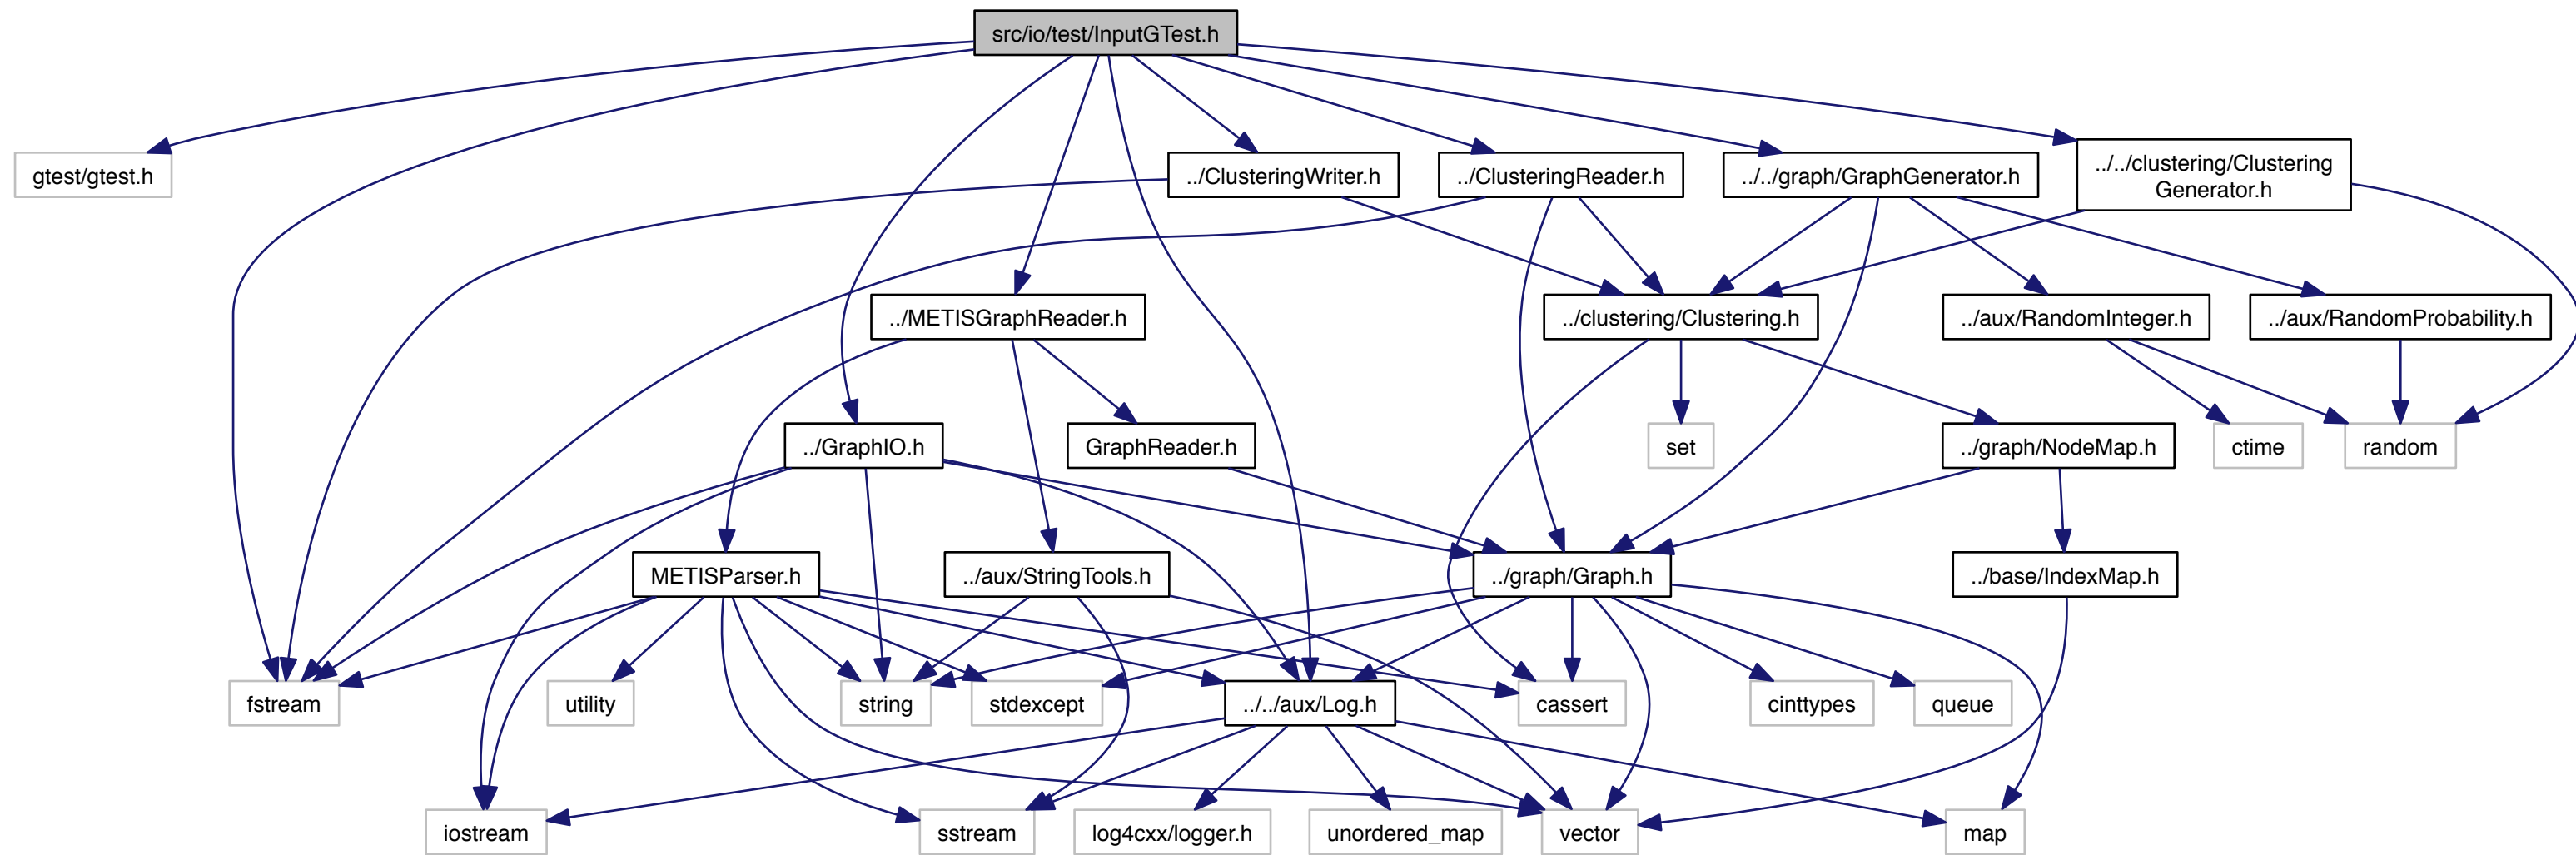 src/io/test/InputGTest.h
gtest/gtest.h
../ClusteringWriter.h
../ClusteringReader.h
../../graph/GraphGenerator.h
../../clustering/Clustering
Generator.h
../METISGraphReader.h
../clustering/Clustering.h
../aux/RandomInteger.h
../aux/RandomProbability.h
../GraphIO.h
GraphReader.h
set
../graph/NodeMap.h
ctime
random
METISParser.h
../aux/StringTools.h
../graph/Graph.h
../base/IndexMap.h
fstream
utility
string
stdexcept
../../aux/Log.h
cassert
cinttypes
queue
iostream
sstream
log4cxx/logger.h
unordered_map
vector
map